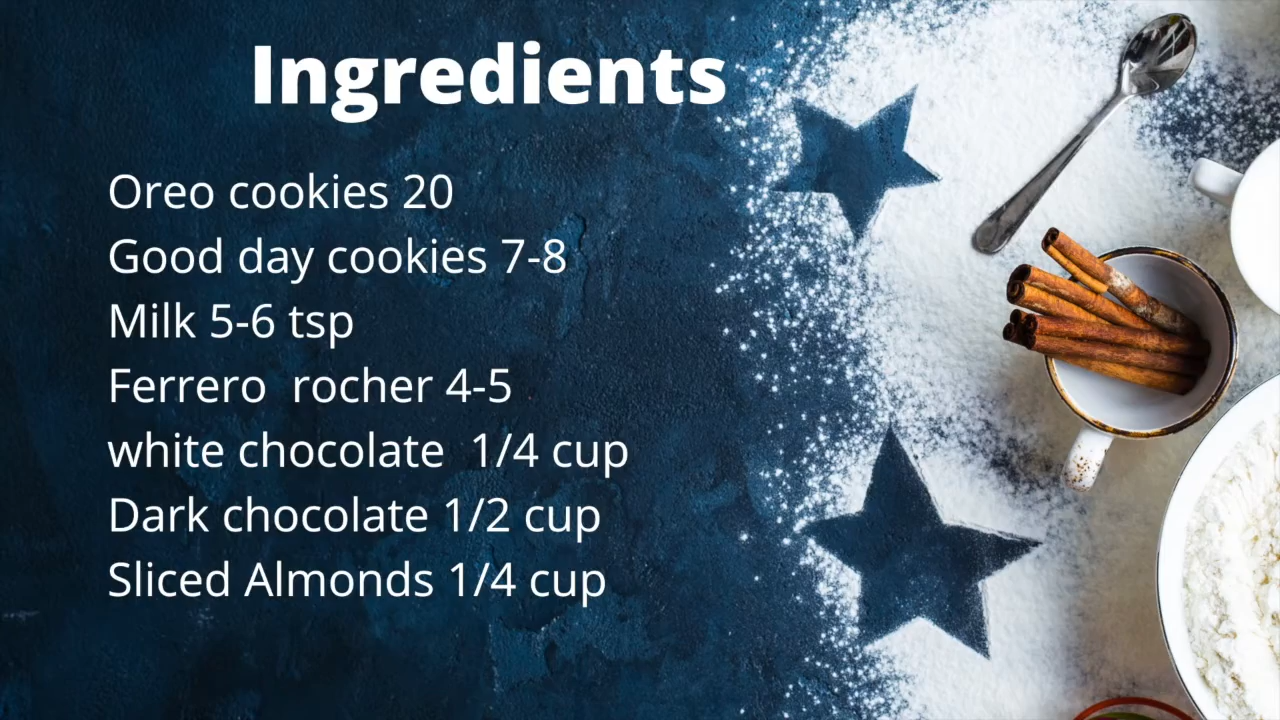 Ingredients
Oreo cookies 20
Good day cookies 7-8
Milk 5-6 tsp
Ferrero  rocher 4-5
white chocolate  1/4 cup
Dark chocolate 1/2 cup
Sliced Almonds 1/4 cup